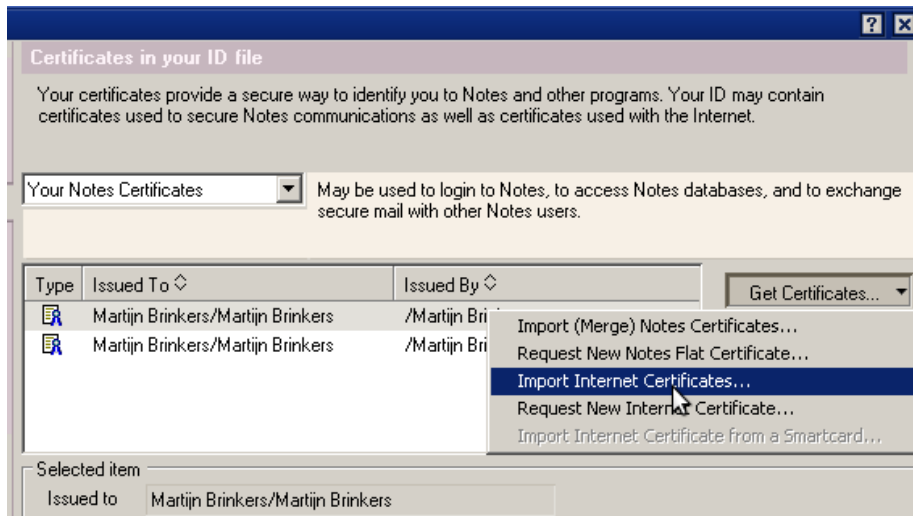 Certificates in your ID file
Your certificates provide a secure way to identify you to Notes and other programs. Your ID may contain
certificates used to secure Notes communications as well as certificates used with the Internet.
Your Notes Certificates
May be used to login to Notes, to access Notes databases, and to exchange
secure mail with other Notes users.
Type Issued To Issued By
Get Certificates...
Martijn Brinkers/Martijn Brinkers /Martijn
Martijn Brinkers/Martijn Brinkers /Martijn
Import (Merge) Notes Certificates...
Request New Notes Flat Certificate...
Import Internet Certificates...
Request New Internet Certificate...
Import Internet Certificate from a Smartcard...
Selected item
Issued to Martijn Brinkers/Martijn Brinkers